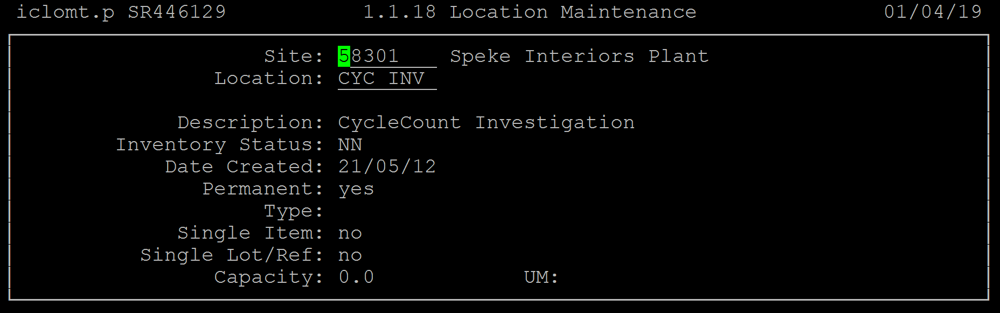 iclomt.p SR446129 1.1.18 Location Maintenance 01/04/19
Site: 58301 Speke Interiors Plant
Location: CYC INV
Description: CycleCount Investigation
Inventory Status: NN
Date Created: 21/05/12
Permanent: yes
Type:
Single Item: no
Single Lot/Ref: no
Capacity: 0.0 UM: